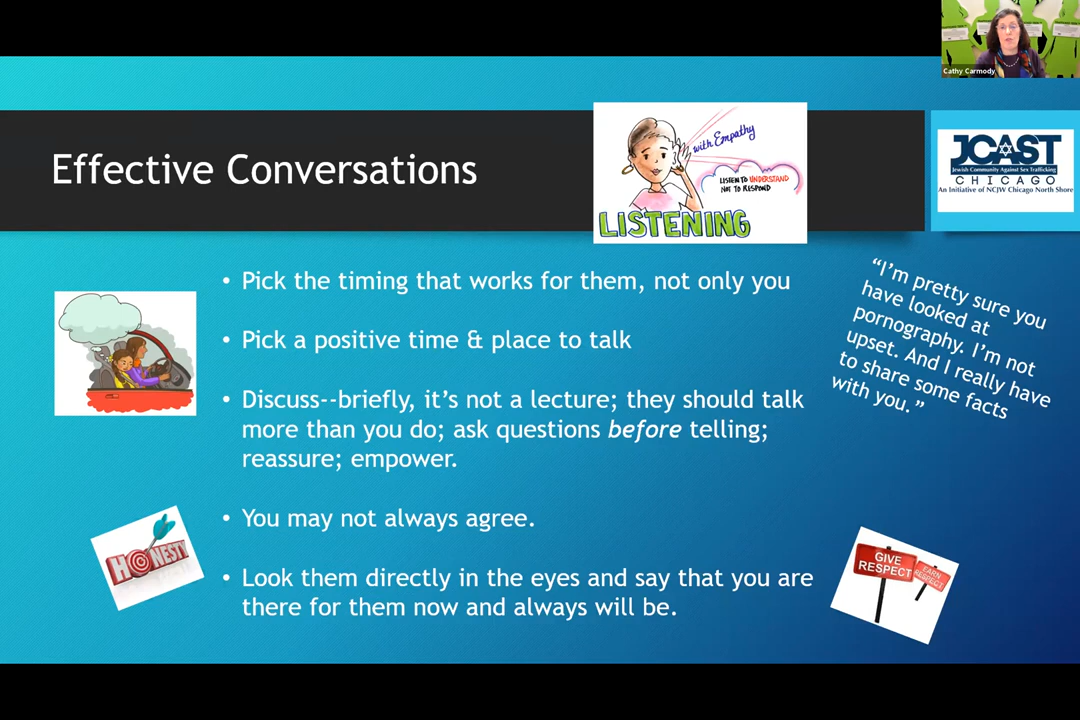 Cathy Carmody
Effective Conversations
with Empathy
LISTEN TO UNDERSTAND
NOT TO RESPOND
LISTENING
JCAST
Jewish Community Against Sex Trafficking
CHICAGO
An Initiative of NCJW Chicago North Shore
• Pick the timing that works for them, not only you
• Pick a positive time & place to talk
• Discuss--briefly, it's not a lecture; they should talk
more than you do; ask questions before telling;
reassure; empower.
• You may not always agree.
• Look them directly in the eyes and say that you are
there for them now and always will be.
“I'm pretty sure you
have looked at
pornography. I'm not
upset. And I really have
to share some facts
with you.”
HONESTY
GIVE
RESPECT
EARN
RESPECT